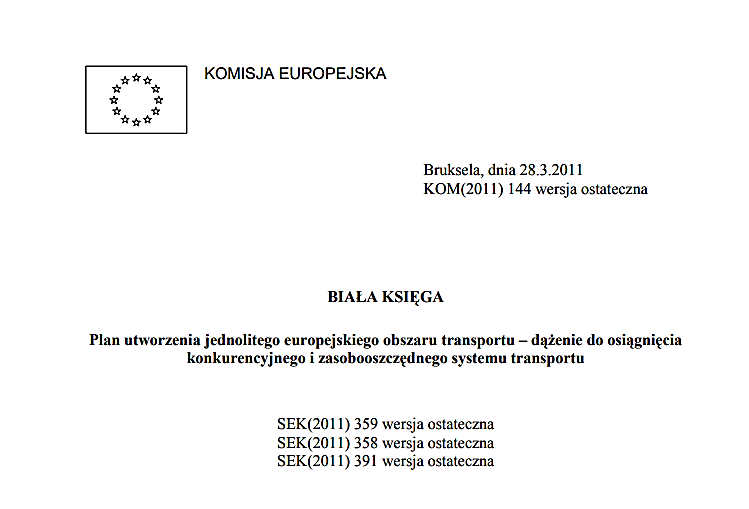 KOMISJA EUROPEJSKA
Bruksela, dnia 28.3.2011
KOM(2011) 144 wersja ostateczna
BIAŁA KSIĘGA
Plan utworzenia jednolitego europejskiego obszaru transportu – dążenie do osiągnięcia
konkurencyjnego i zasobooszczędnego systemu transportu
SEK(2011) 359 wersja ostateczna
SEK(2011) 358 wersja ostateczna
SEK(2011) 391 wersja ostateczna